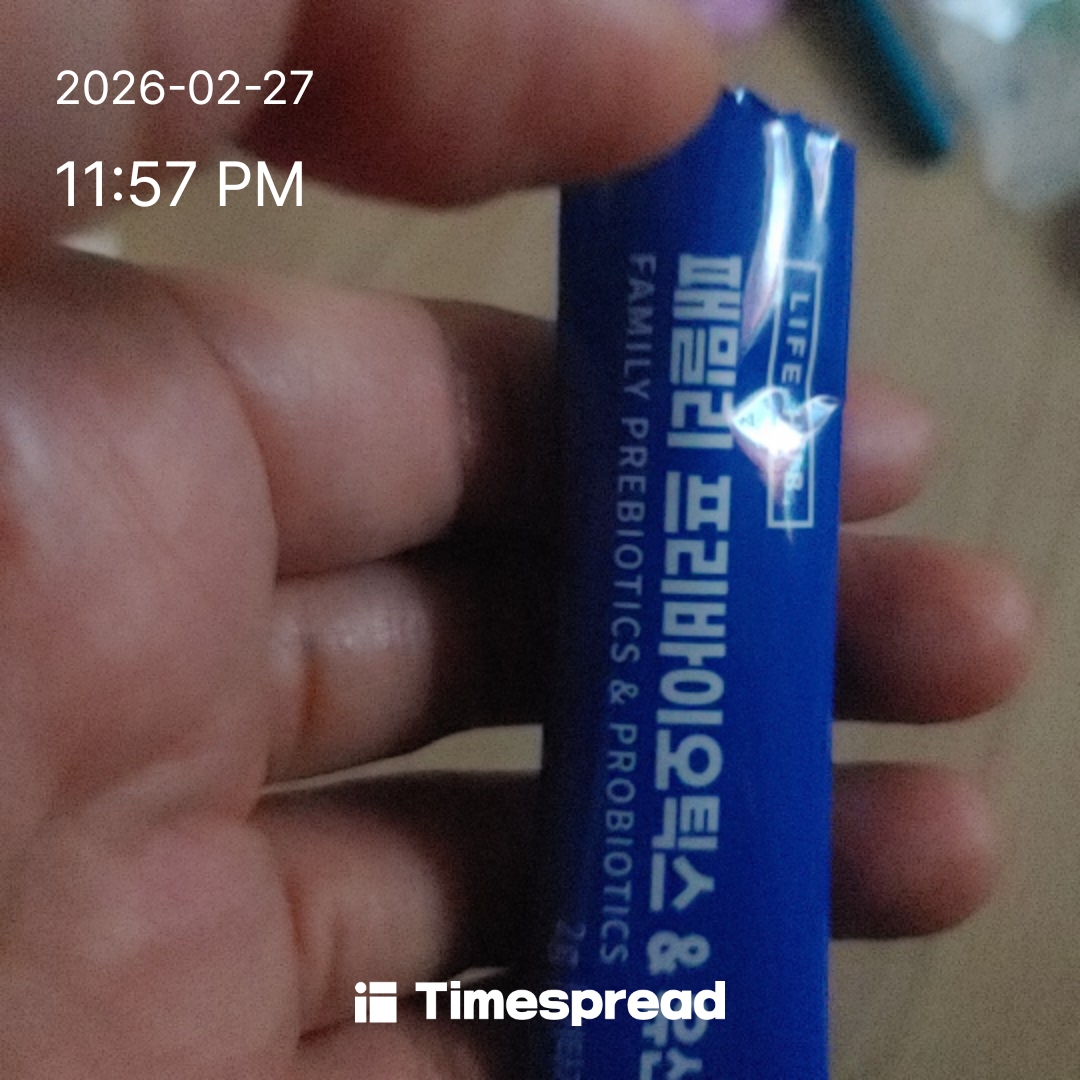 2026-02-27
11:57 PM
LIFE
패밀리 프리바이오틱스 &
FAMILY PREBIOTICS & PROBIOTICS
Timespread